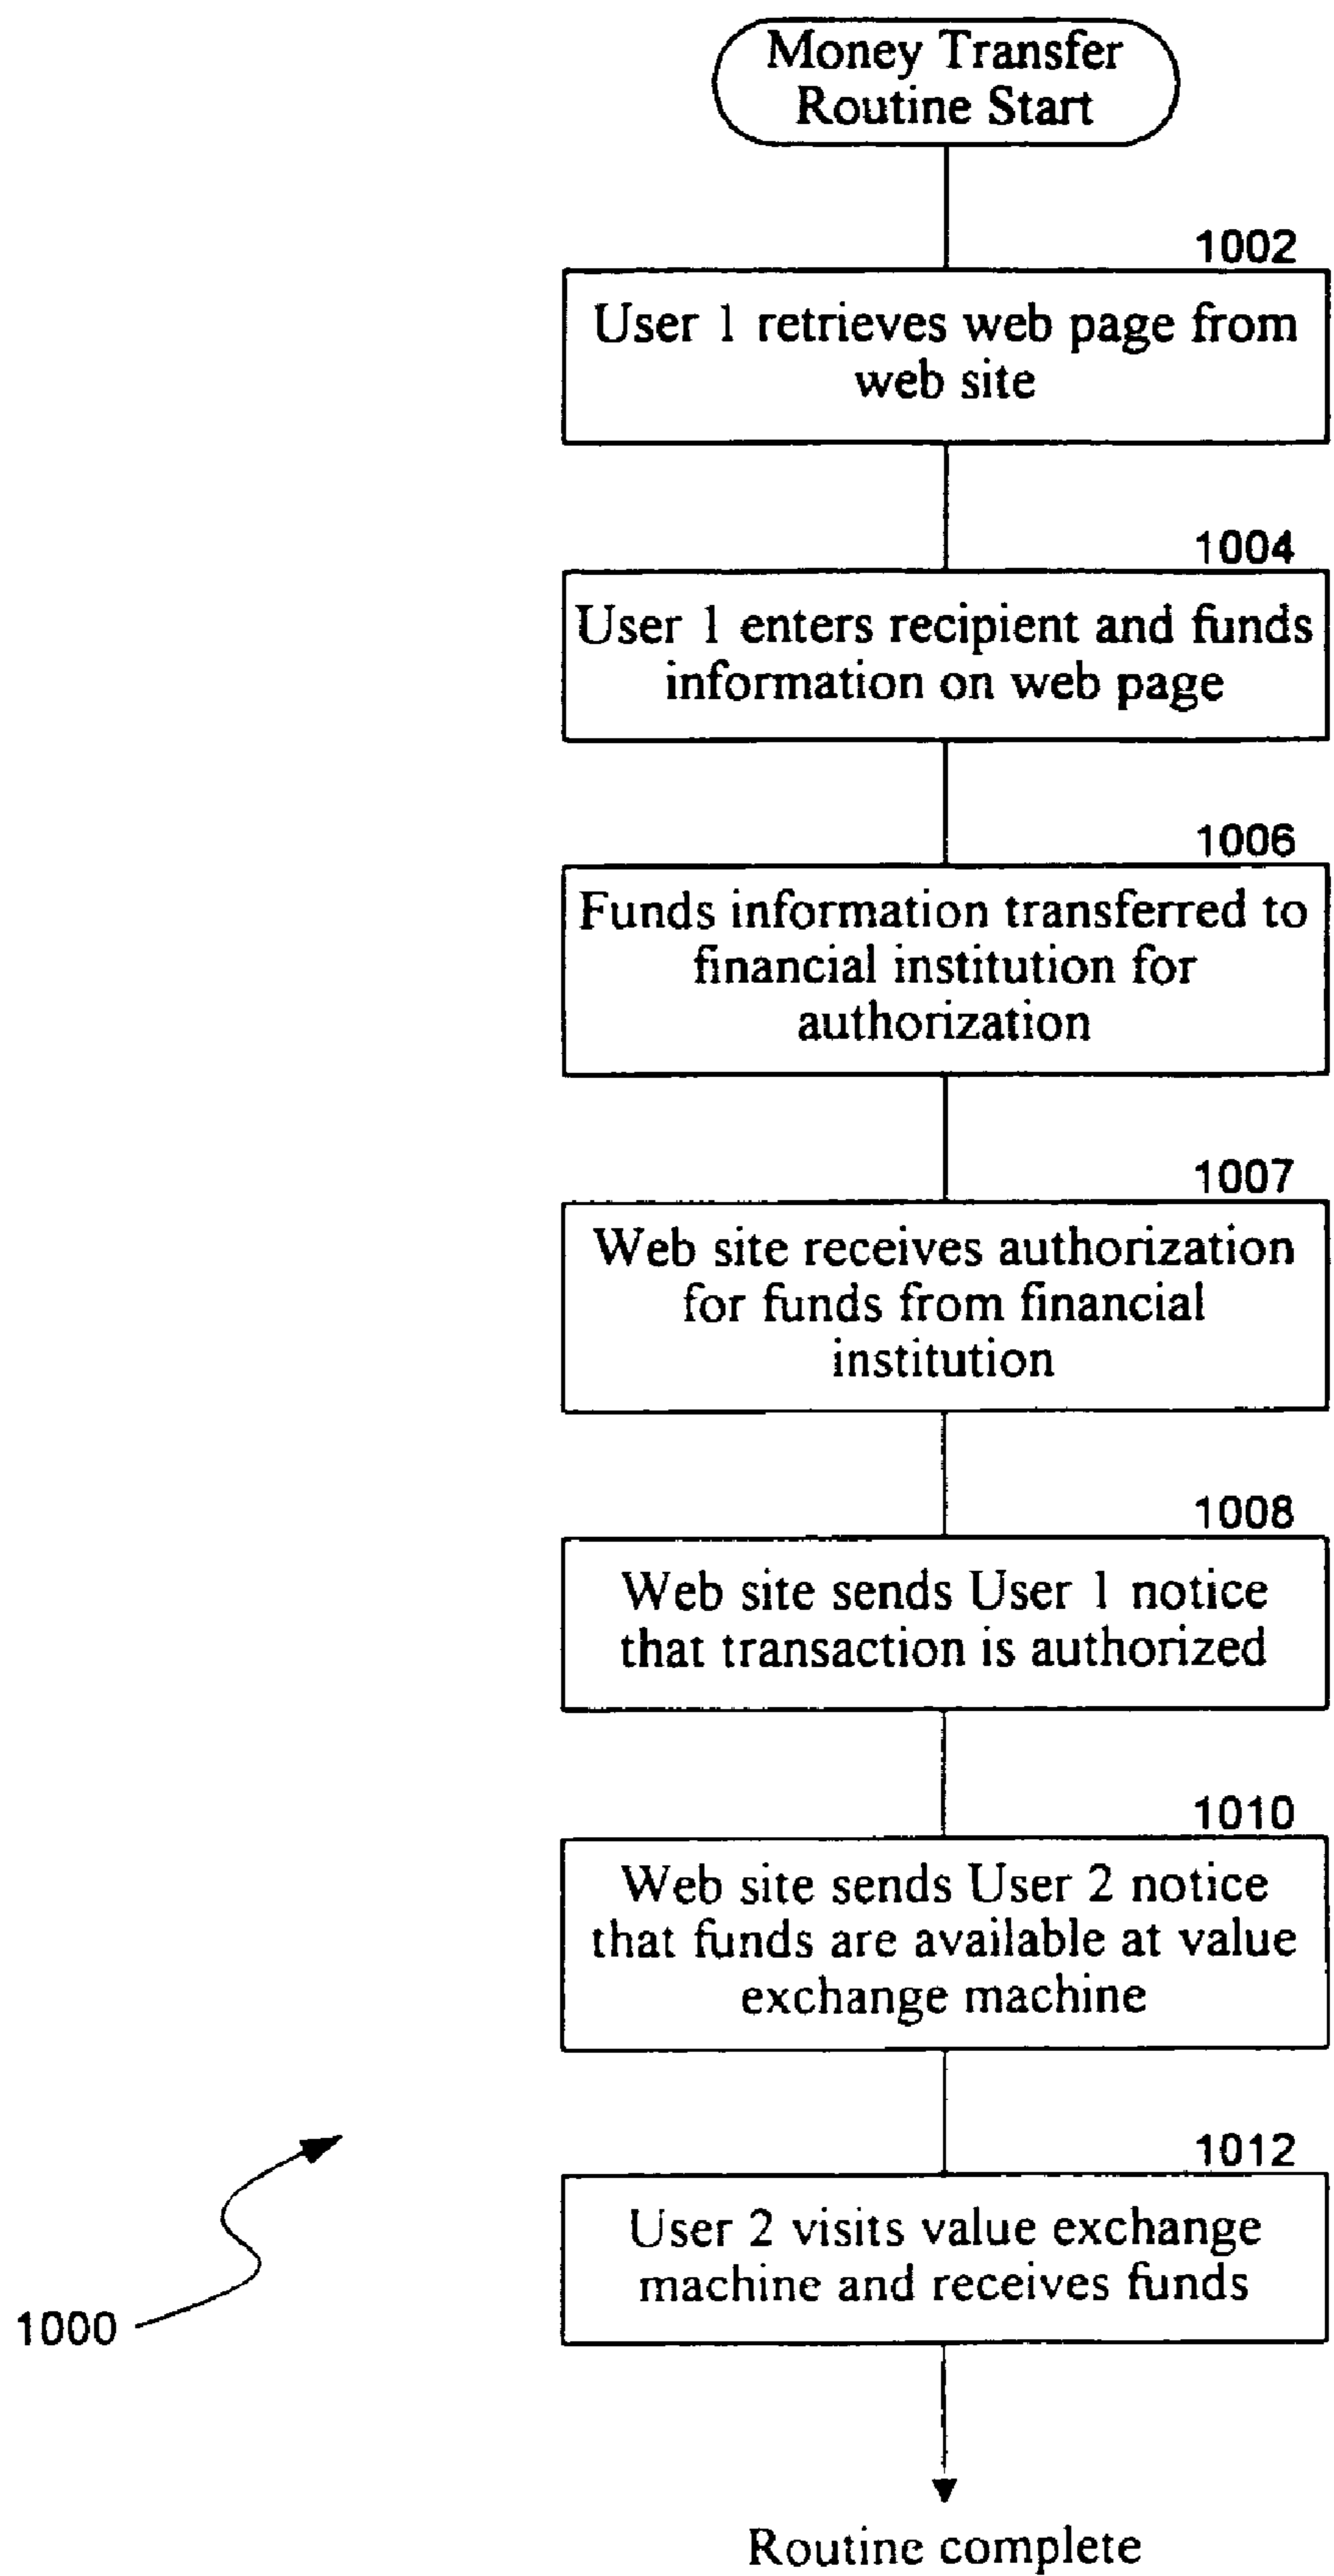 Money Transfer
Routine Start
1002
User 1 retrieves web page from
web site
1004
User 1 enters recipient and funds
information on web page
1006
Funds information transferred to
financial institution for
authorization
1007
Web site receives authorization
for funds from financial
institution
1008
Web site sends User 1 notice
that transaction is authorized
1010
Web site sends User 2 notice
that funds are available at value
exchange machine
1012
User 2 visits value exchange
machine and receives funds
1000
Routine complete